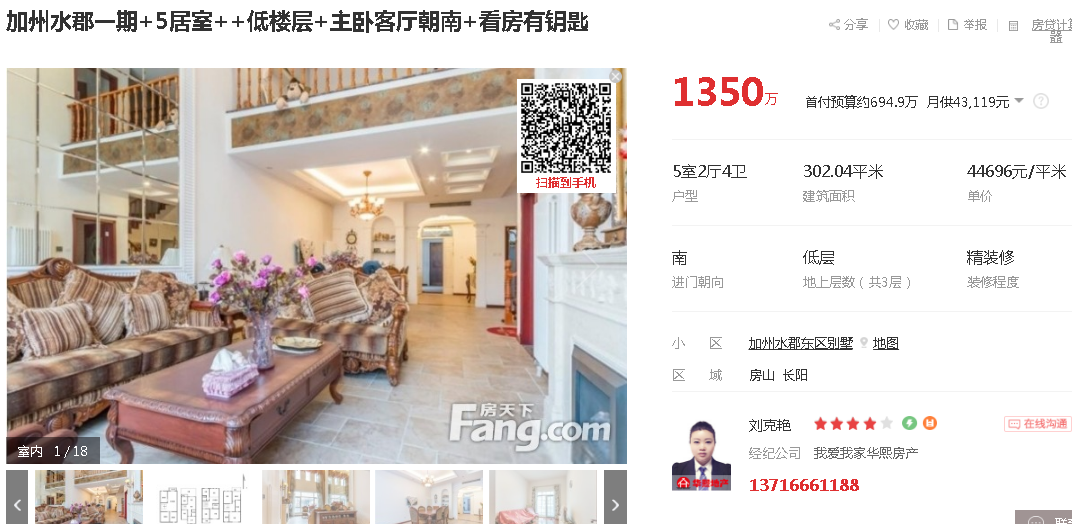 加州水郡一期+5居室++低楼层+主卧客厅朝南+看房有钥匙
分享 收藏 举报 房贷计算器
扫描到手机
房天下
Fang.com
室内 1/18
1350万 首付预算约694.9万 月供43,119元
5室2厅4卫 302.04平米 44696元/平米
户型 建筑面积 单价
南 低层 精装修
进门朝向 地上层数（共3层） 装修程度
小区 加州水郡东区别墅 地图
区域 房山 长阳
刘克艳 在线沟通
经纪公司 我爱我家华熙房产
华熙地产
13716661188